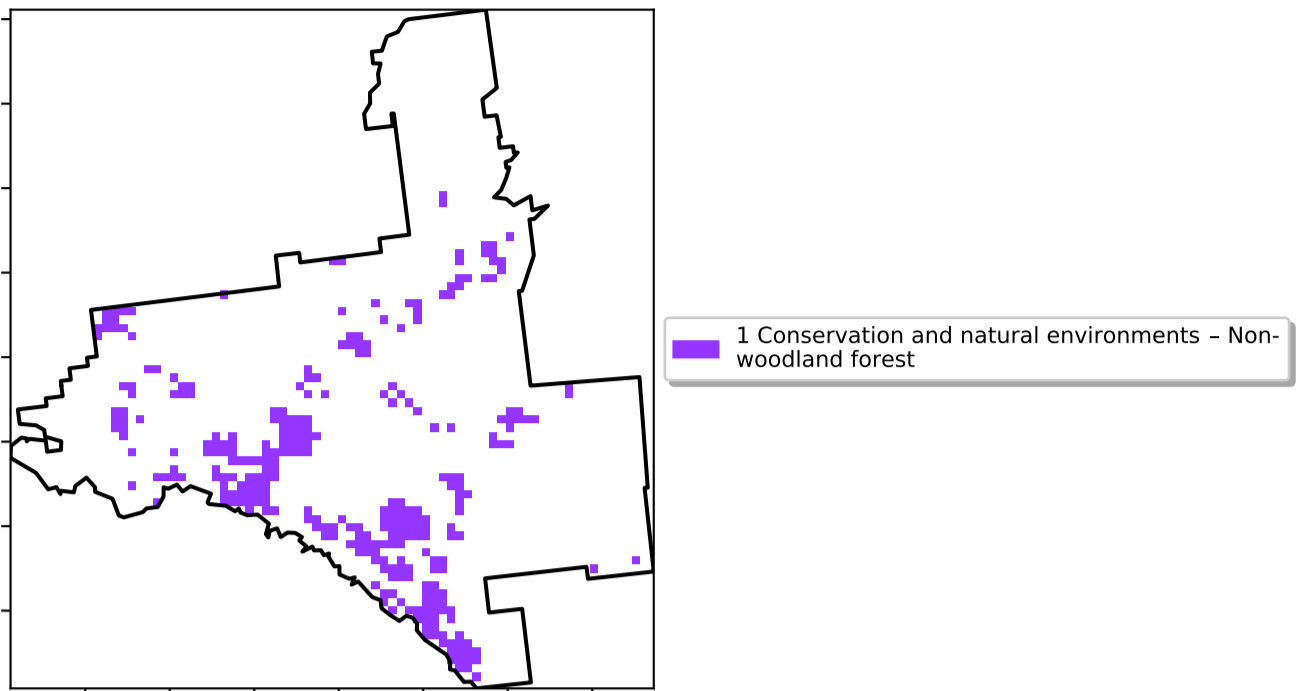 1 Conservation and natural environments – Non-
woodland forest